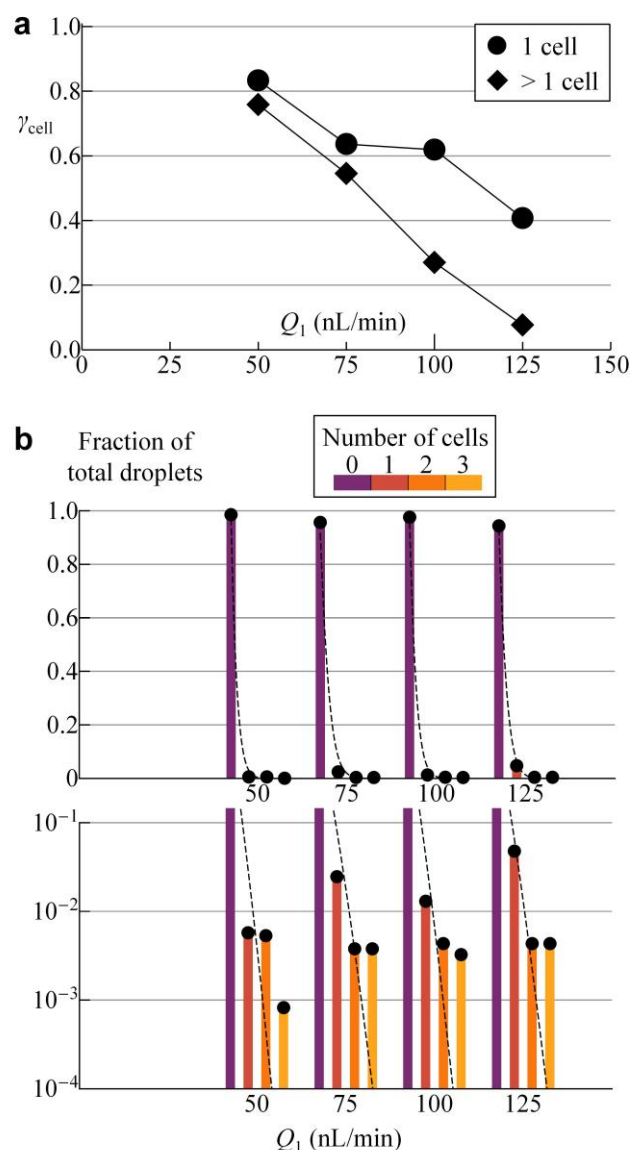 a
1.0
1 cell
> 1 cell
0.8
γcell
0.6
0.4
0.2
Q1 (nL/min)
0.0
0 25 50 75 100 125 150
b
Fraction of
total droplets
Number of cells
0 1 2 3
1.0
0.8
0.6
0.4
0.2
0
50 75 100 125
10⁻¹
10⁻²
10⁻³
10⁻⁴
50 75 100 125
Q1 (nL/min)